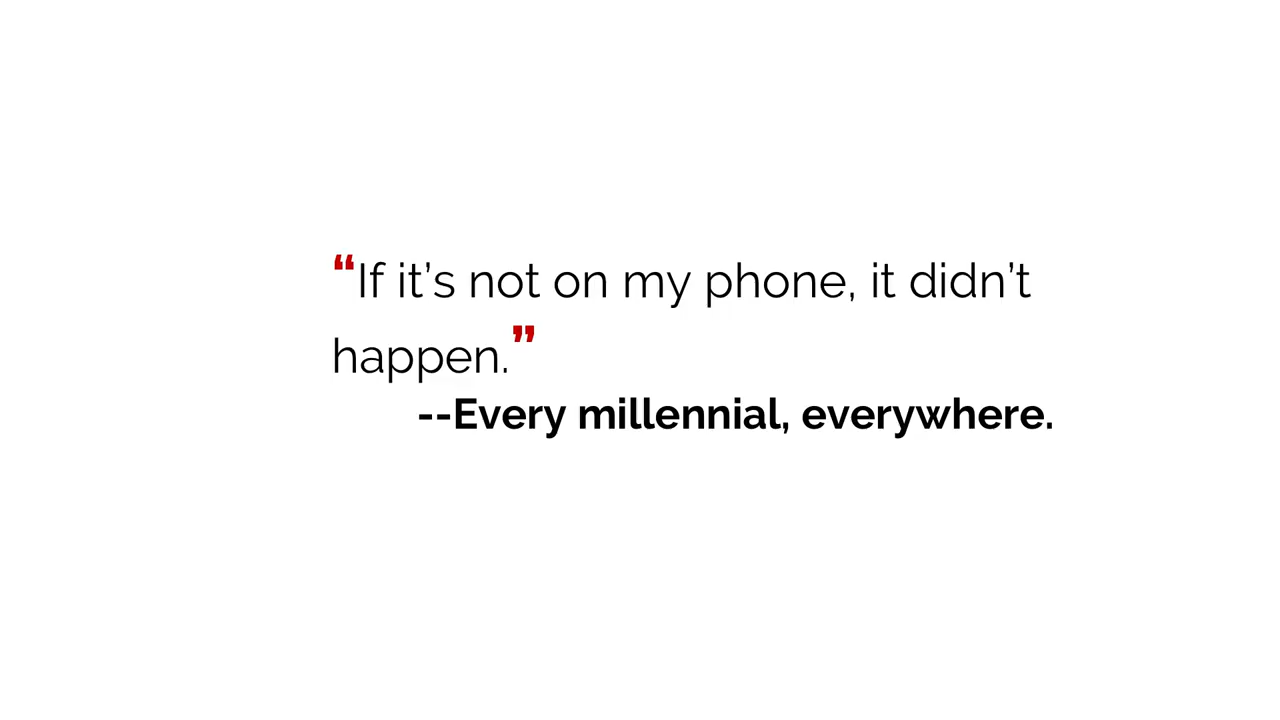 “If it’s not on my phone, it didn’t
happen.”
--Every millennial, everywhere.